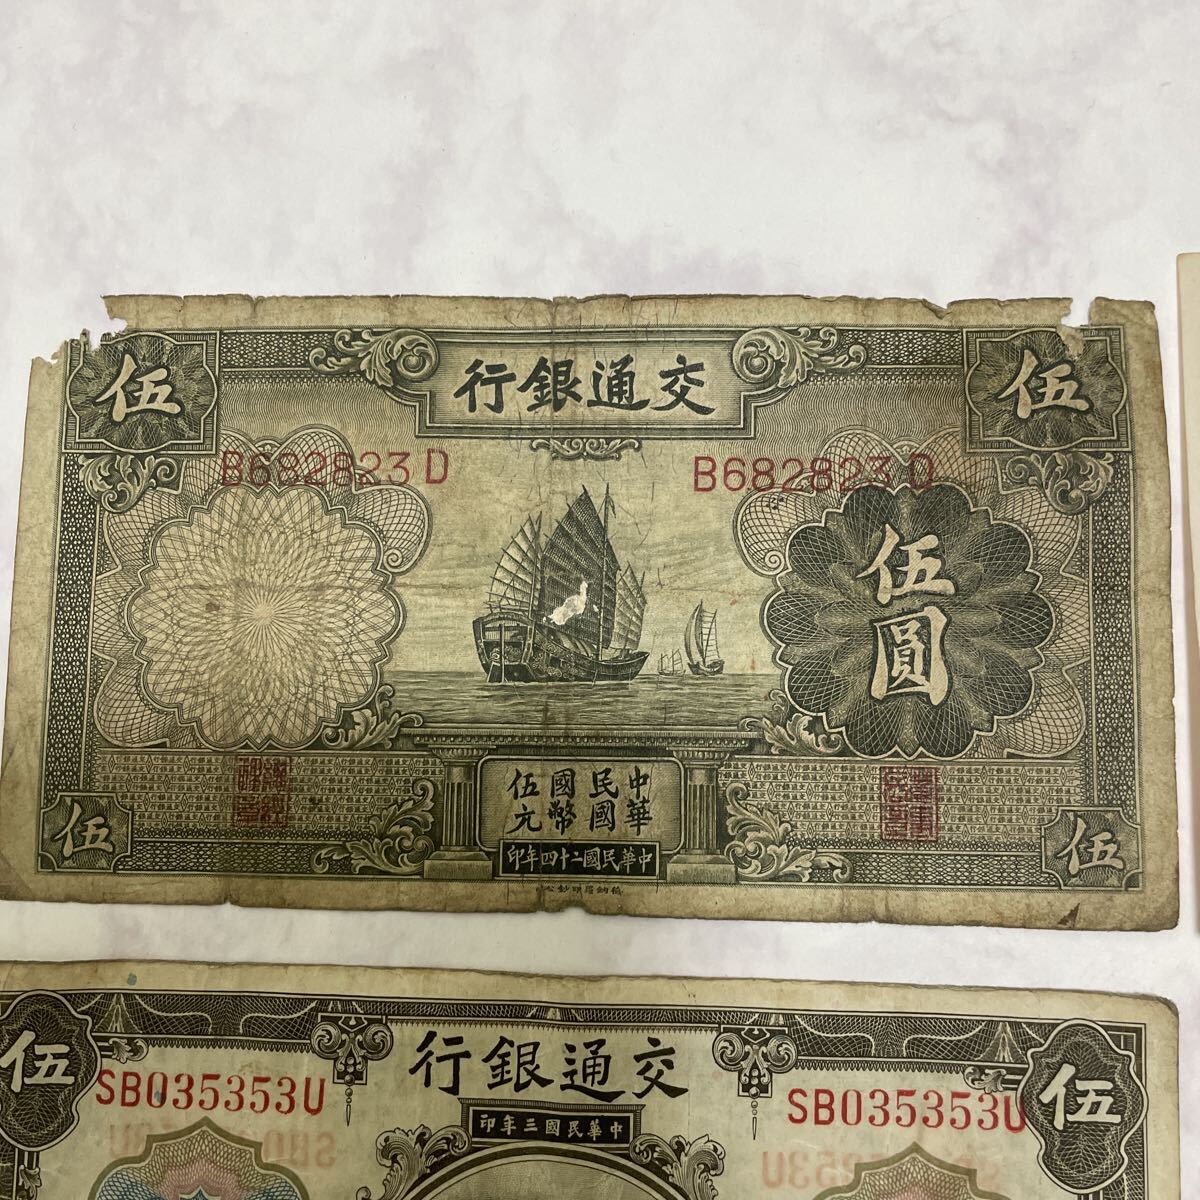 伍 行銀通交 伍
B682823D B682823D
伍圓
中華民國國幣伍元
印年四十二國民華中
伍 伍
伍 行銀通交 伍
SB035353U SB035353U
印年三國民華中